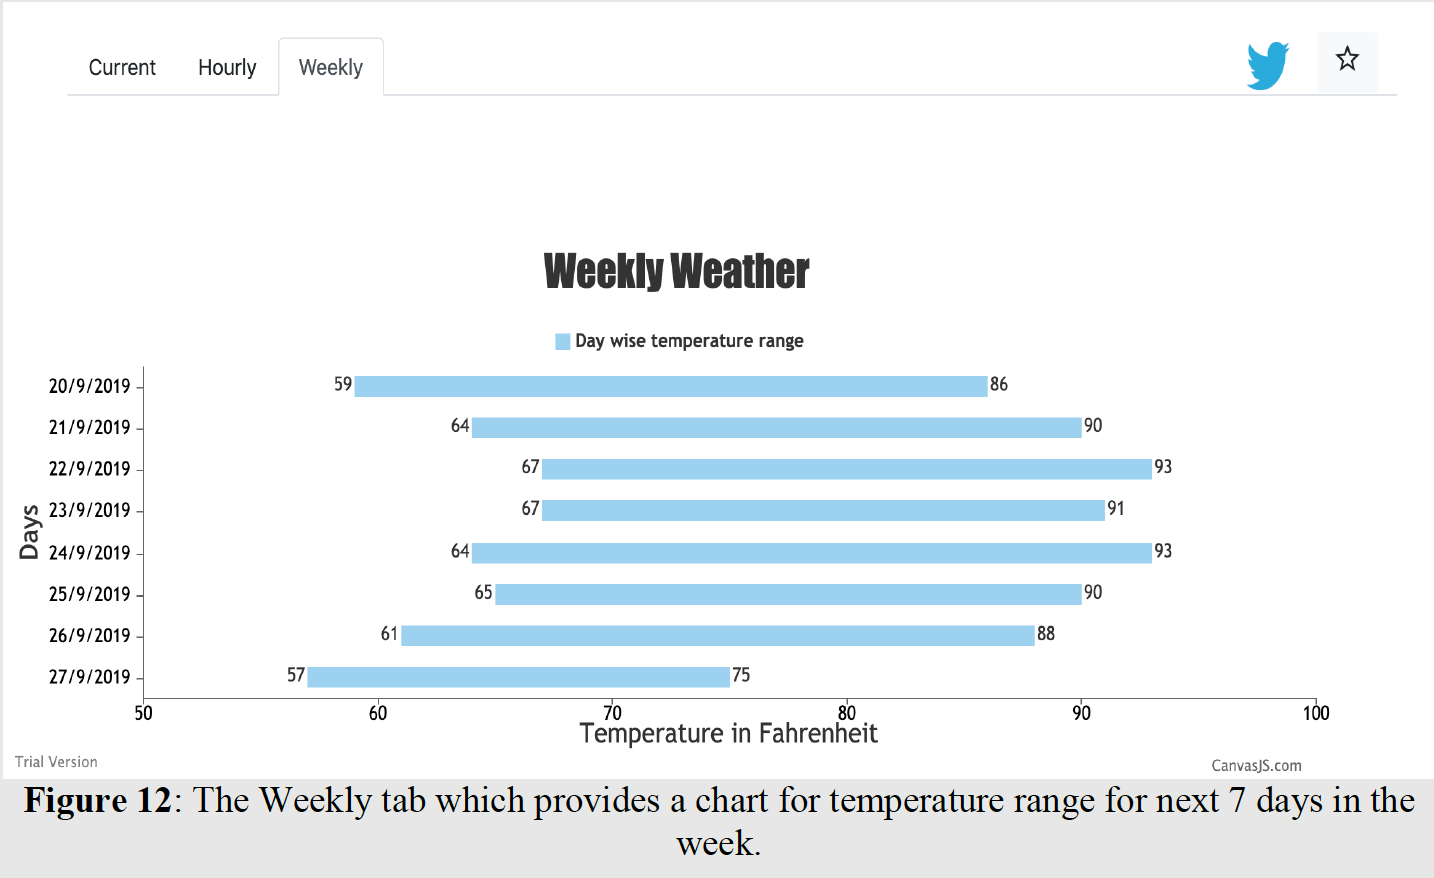 Current Hourly Weekly
Weekly Weather
Day wise temperature range
20/9/2019 59 86
21/9/2019 64 90
22/9/2019 67 93
23/9/2019 67 91
24/9/2019 64 93
25/9/2019 65 90
26/9/2019 61 88
27/9/2019 57 75
Days
50 60 70 80 90 100
Temperature in Fahrenheit
Trial Version
CanvasJS.com
Figure 12: The Weekly tab which provides a chart for temperature range for next 7 days in the
week.